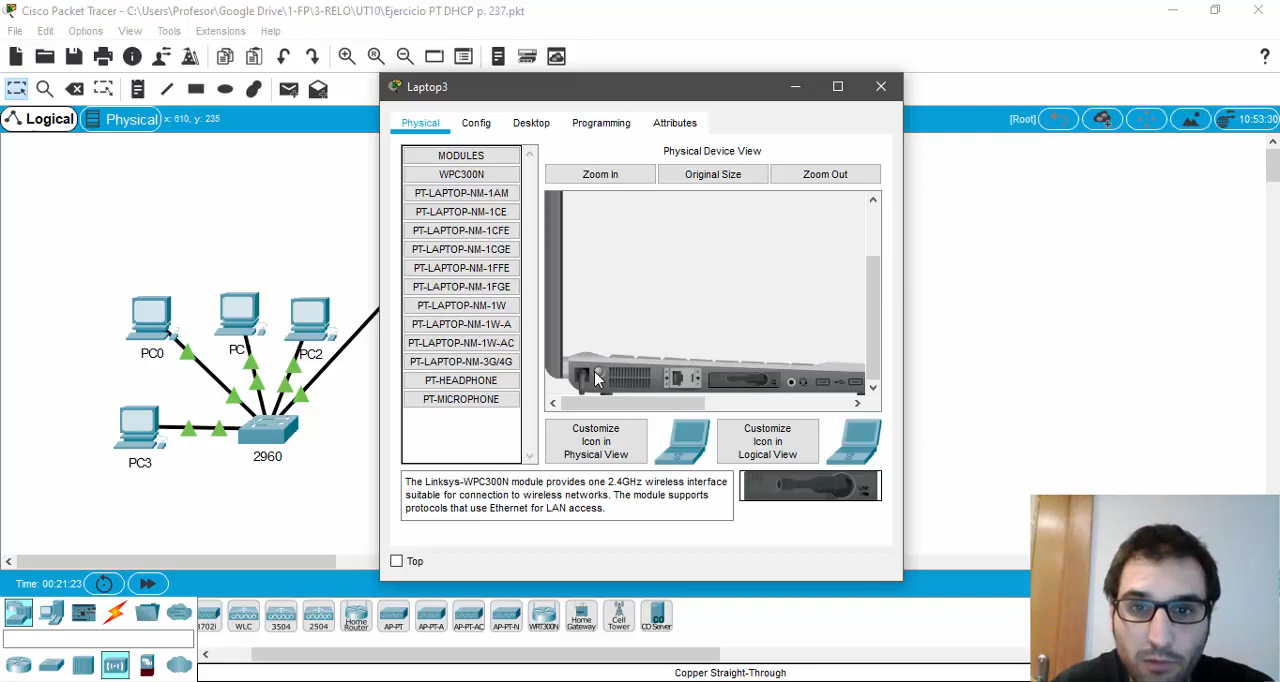 Cisco Packet Tracer - C:\Users\Profesor\Google Drive\1-FP\3-RELO\UT10\Ejercicio PT DHCP p. 237.pkt
File Edit Options View Tools Extensions Help
?
Laptop3
Logical
Physical
x: 610, y: 235
[Root]
10:53:30
Physical Config Desktop Programming Attributes
MODULES
WPC300N
PT-LAPTOP-NM-1AM
PT-LAPTOP-NM-1CE
PT-LAPTOP-NM-1CFE
PT-LAPTOP-NM-1CGE
PT-LAPTOP-NM-1FFE
PT-LAPTOP-NM-1FGE
PT-LAPTOP-NM-1W
PT-LAPTOP-NM-1W-A
PT-LAPTOP-NM-1W-AC
PT-LAPTOP-NM-3G/4G
PT-HEADPHONE
PT-MICROPHONE
Physical Device View
Zoom In Original Size Zoom Out
Customize
Icon in
Physical View
Customize
Icon in
Logical View
The Linksys-WPC300N module provides one 2.4GHz wireless interface
suitable for connection to wireless networks. The module supports
protocols that use Ethernet for LAN access.
Top
PC0
PC
PC2
PC3
2960
Time: 00:21:23
3702i
WLC
3504
2504
Home
Router
AP-PT
AP-PT-A
AP-PT-AC
AP-PT-N
WRT300N
Home
Gateway
Cell
Tower
CO Server
Copper Straight-Through